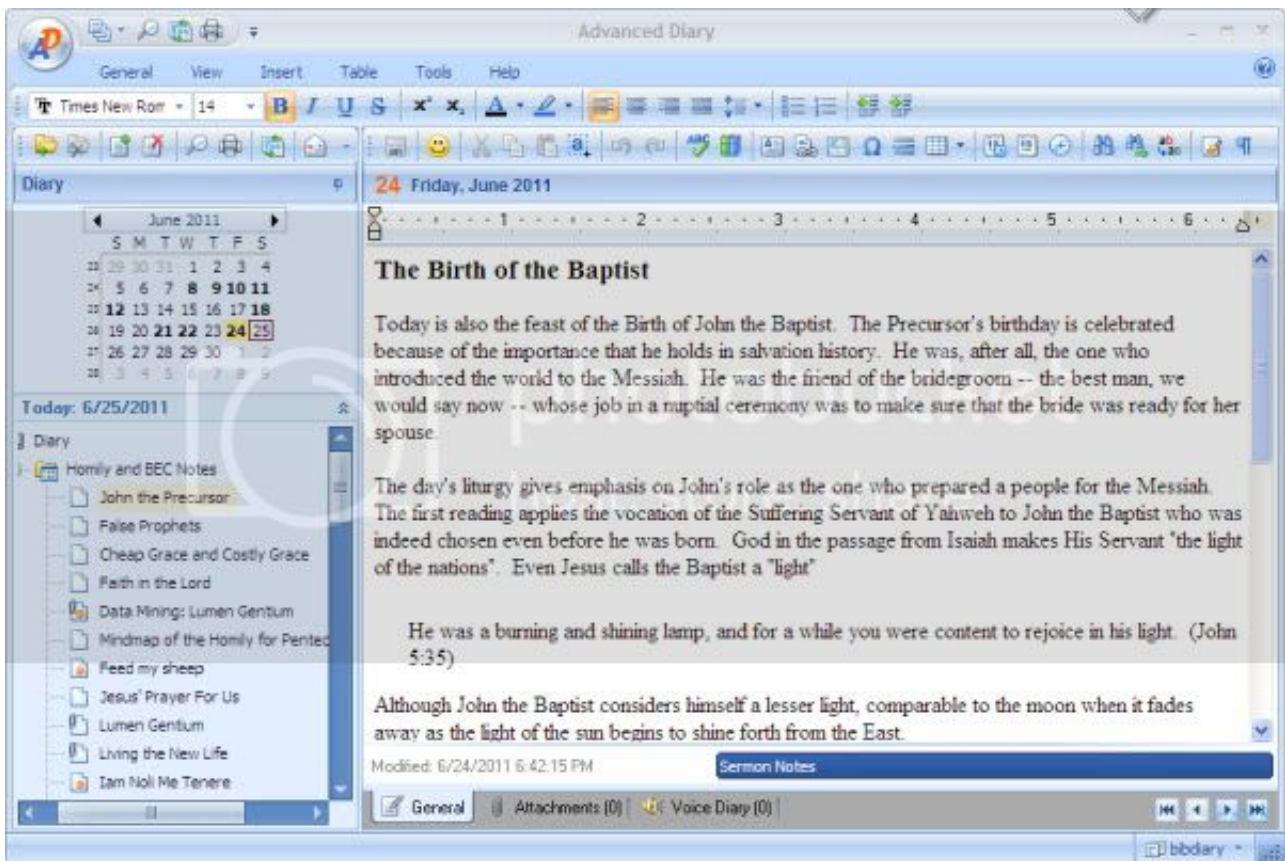 Advanced Diary
General View Insert Table Tools Help
Times New Rom 14 B I U S x² x₂ A
Diary
24 Friday, June 2011
June 2011
S M T W T F S
29 30 31 1 2 3 4
5 6 7 8 9 10 11
12 13 14 15 16 17 18
19 20 21 22 23 24 25
26 27 28 29 30 1 2
3 4 5 6 7 8 9
Today: 6/25/2011
Diary
Homily and BEC Notes
John the Precursor
False Prophets
Cheap Grace and Costly Grace
Faith in the Lord
Data Mining: Lumen Gentium
Mindmap of the Homily for Pentec
Feed my sheep
Jesus' Prayer For Us
Lumen Gentium
Living the New Life
Iam Noli Me Tenere
1 2 3 4 5 6
The Birth of the Baptist
Today is also the feast of the Birth of John the Baptist. The Precursor's birthday is celebrated
because of the importance that he holds in salvation history. He was, after all, the one who
introduced the world to the Messiah. He was the friend of the bridegroom -- the best man, we
would say now -- whose job in a nuptial ceremony was to make sure that the bride was ready for her
spouse.
The day's liturgy gives emphasis on John's role as the one who prepared a people for the Messiah.
The first reading applies the vocation of the Suffering Servant of Yahweh to John the Baptist who was
indeed chosen even before he was born. God in the passage from Isaiah makes His Servant "the light
of the nations". Even Jesus calls the Baptist a "light"
He was a burning and shining lamp, and for a while you were content to rejoice in his light. (John
5:35)
Although John the Baptist considers himself a lesser light, comparable to the moon when it fades
away as the light of the sun begins to shine forth from the East.
Modified: 6/24/2011 6:42:15 PM
Sermon Notes
General Attachments (0) Voice Diary (0)
bbdiary